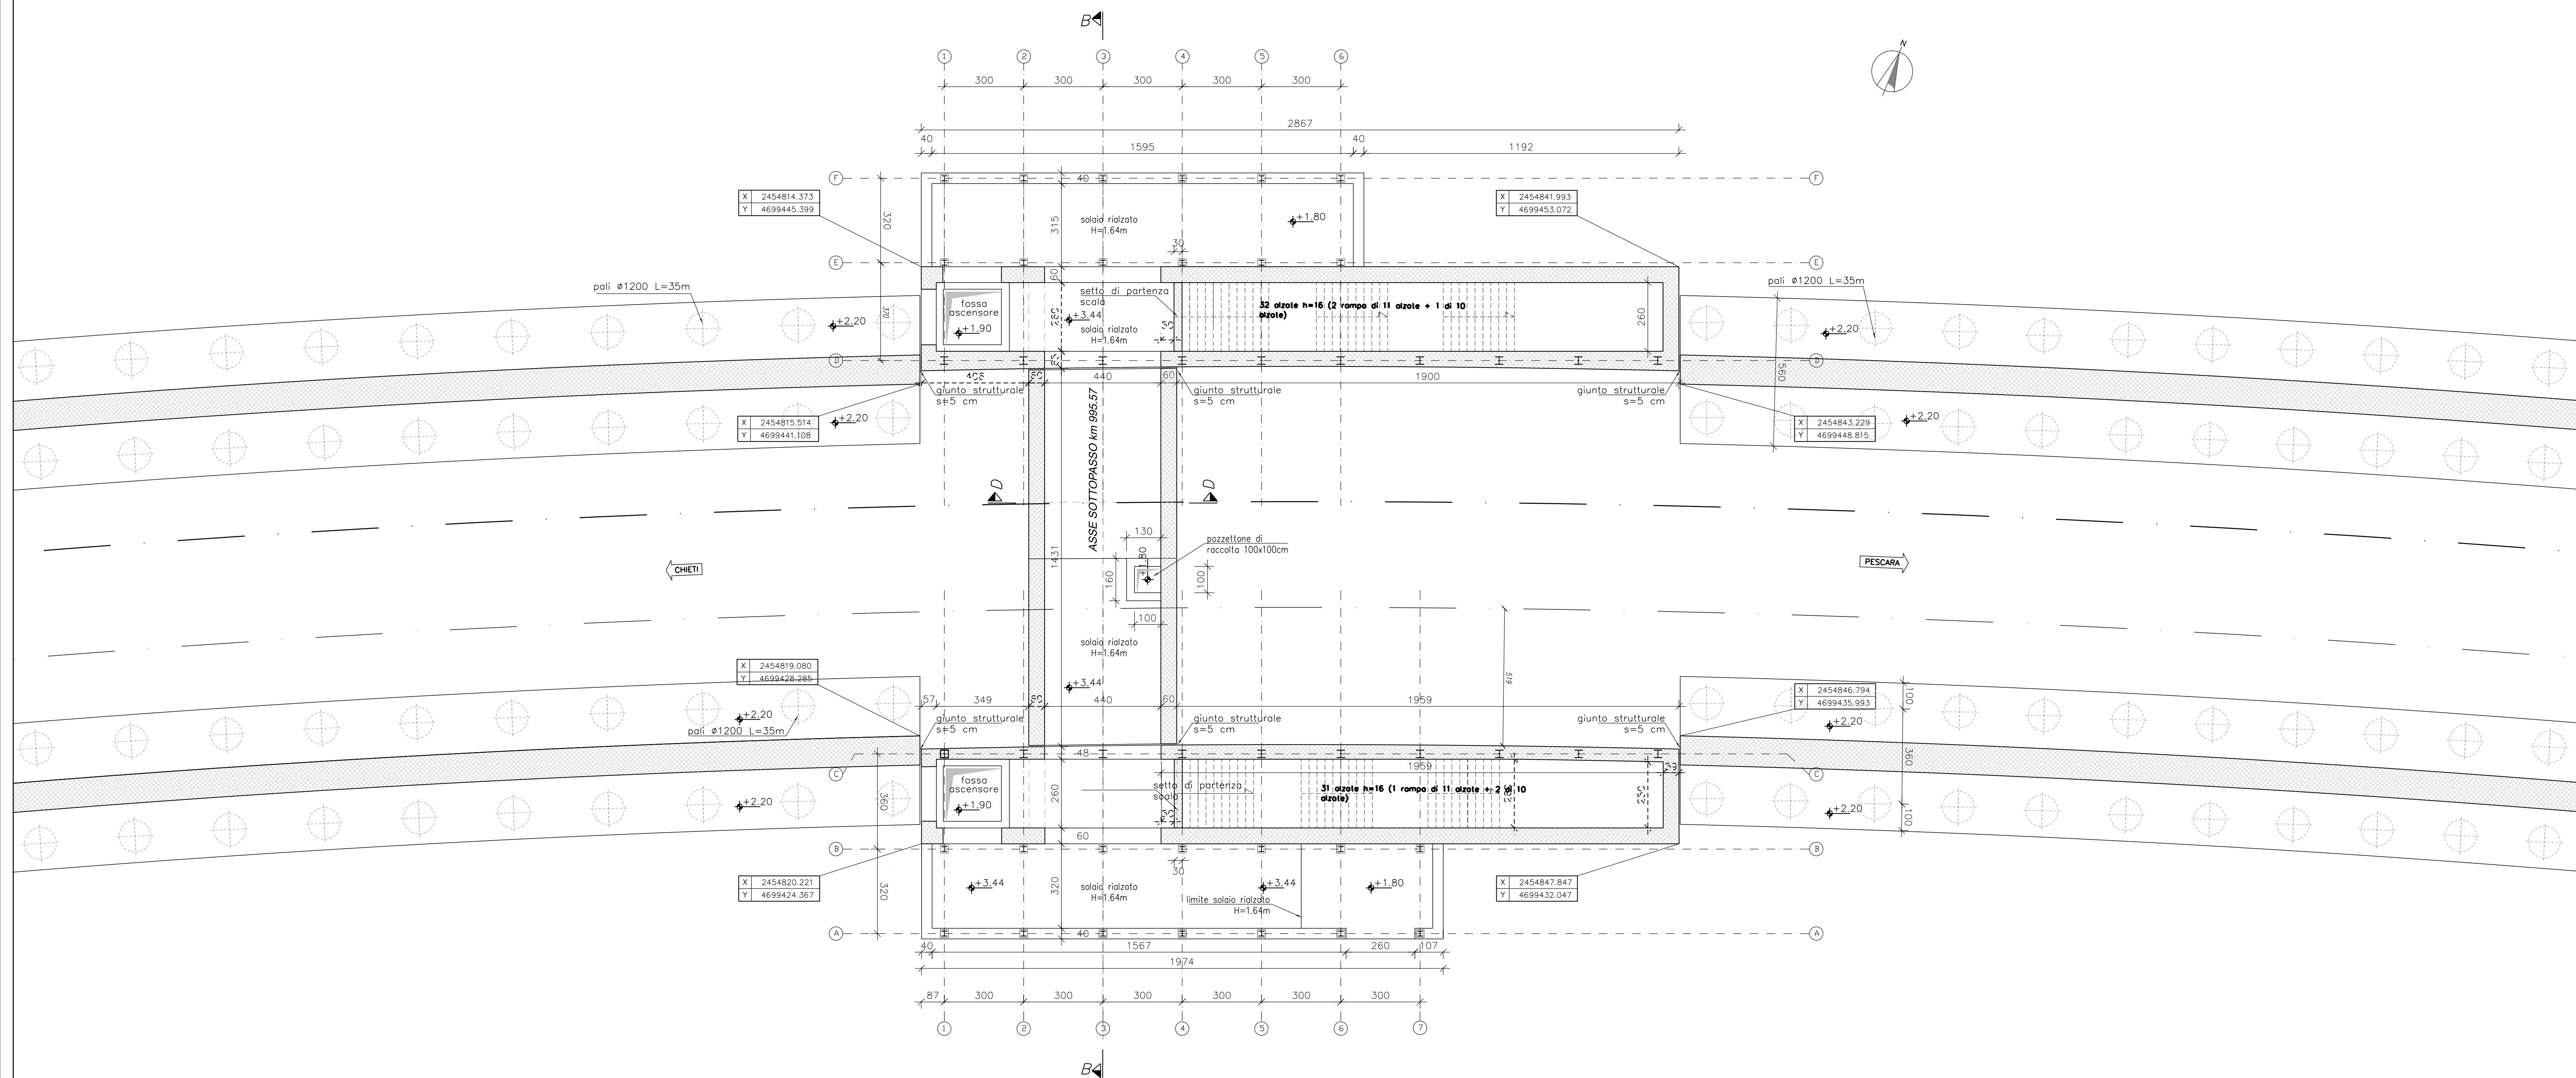 B
N
1 2 3 4 5 6
300 300 300 300 300
2867
40 1595 40 1192
F 40 F
X 2454814.373
Y 4699445.399
X 2454841.993
Y 4699453.072
320
315
solaio rialzato
H=1.64m
+1.80
30
E E
60
pali Ø1200 L=35m
pali Ø1200 L=35m
370
fossa
ascensore
+1.90
setto di partenza
scala
+3.44
solaio rialzato
H=1.64m
32 alzate h=16 (2 rampa di 11 alzate + 1 di 10
alzate)
260
+2.20
+2.20
D D
440 60 1900
560
giunto strutturale
s=5 cm
giunto strutturale
s=5 cm
giunto strutturale
s=5 cm
X 2454815.514
Y 4699441.108
+2.20
X 2454843.229
Y 4699448.815
+2.20
ASSE SOTTOPASSO km 995.57
D D
130
pozzettone di
raccolta 100x100cm
1431
+1.80
160
100
100
CHIETI
PESCARA
solaio rialzato
H=1.64m
519
X 2454819.080
Y 4699428.285
+3.44
X 2454846.794
Y 4699435.993
57 349 440 60 1959
100
+2.20
+2.20
pali Ø1200 L=35m
giunto strutturale
s=5 cm
giunto strutturale
s=5 cm
giunto strutturale
s=5 cm
48
360
C C
1959
fossa
ascensore
+1.90
setto di partenza
scala
31 alzate h=16 (1 rampa di 11 alzate + 2 di 10
alzate)
260
360
+2.20
+2.20
100
60
B B
30
X 2454820.221
Y 4699424.367
X 2454847.847
Y 4699432.047
320
+3.44
320
solaio rialzato
H=1.64m
+3.44
+1.80
limite solaio rialzato
H=1.64m
A 40 A
40 1567 260 107
1974
87 300 300 300 300 300 300
1 2 3 4 5 6 7
B